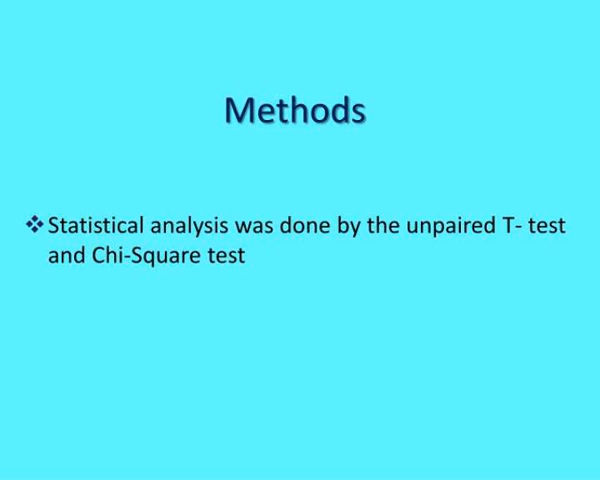 Methods
❖Statistical analysis was done by the unpaired T- test
and Chi-Square test